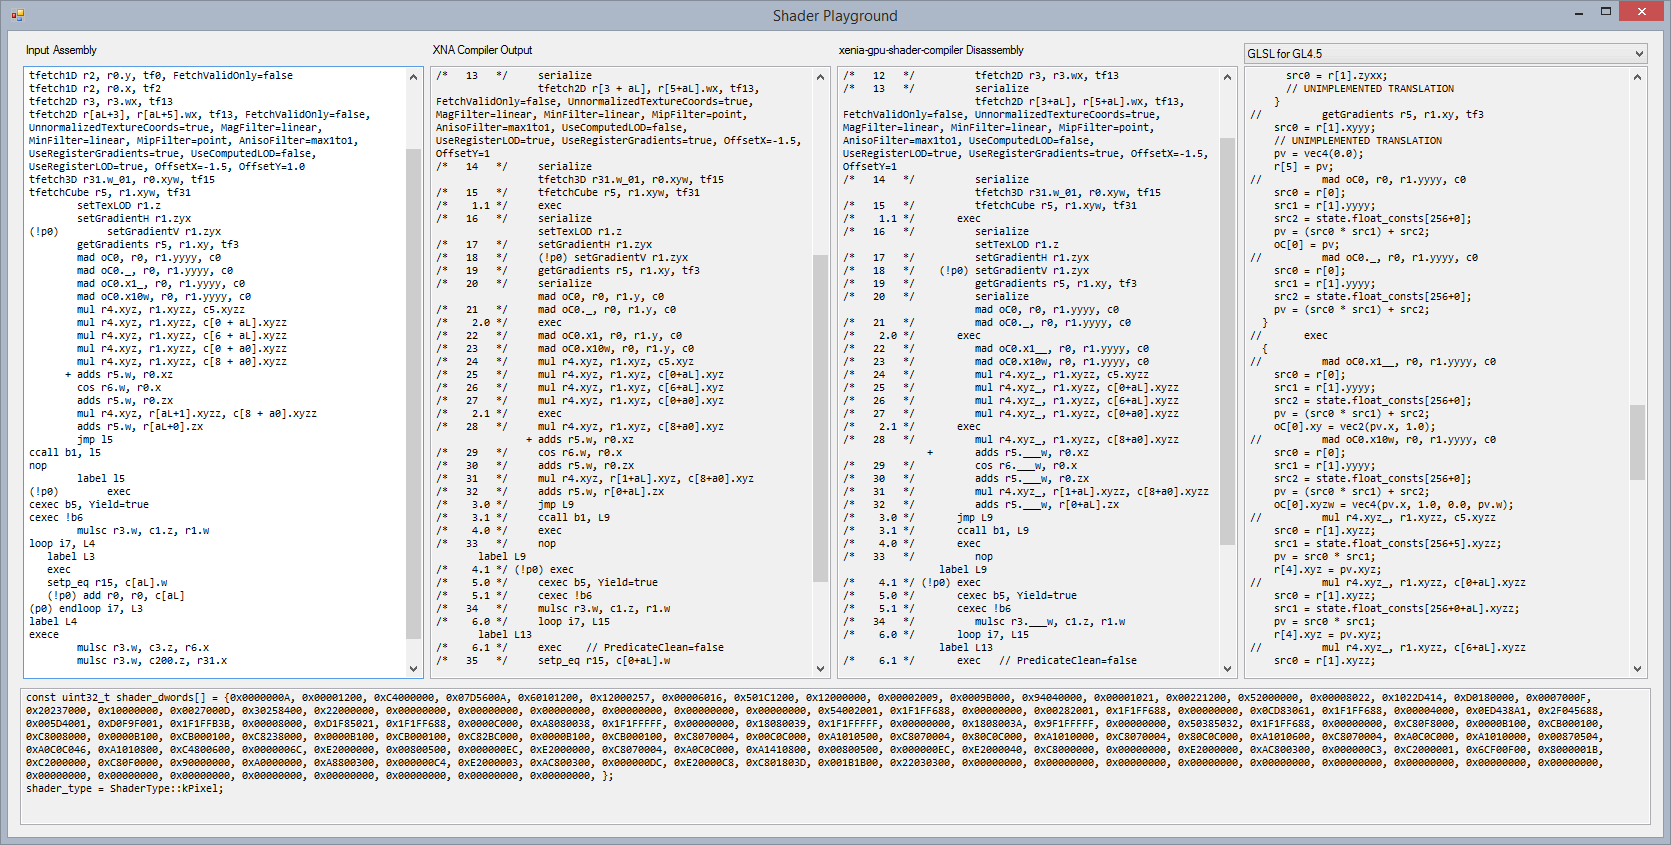 Shader Playground
Input Assembly
tfetch1D r2, r0.y, tf0, FetchValidOnly=false
tfetch1D r2, r0.x, tf2
tfetch2D r3, r3.wx, tf13
tfetch2D r[aL+3], r[aL+5].wx, tf13, FetchValidOnly=false,
UnnormalizedTextureCoords=true, MagFilter=linear,
MinFilter=linear, MipFilter=point, AnisoFilter=max1to1,
UseRegisterGradients=true, UseComputedLOD=false,
UseRegisterLOD=true, OffsetX=-1.5, OffsetY=1.0
tfetch3D r31.w_01, r0.xyw, tf15
tfetchCube r5, r1.xyw, tf31
setTexLOD r1.z
setGradientH r1.zyx
(!p0) setGradientV r1.zyx
getGradients r5, r1.xy, tf3
mad oC0, r0, r1.yyyy, c0
mad oC0._, r0, r1.yyyy, c0
mad oC0.x1_, r0, r1.yyyy, c0
mad oC0.x10w, r0, r1.yyyy, c0
mul r4.xyz, r1.xyzz, c5.xyzz
mul r4.xyz, r1.xyzz, c[0 + aL].xyzz
mul r4.xyz, r1.xyzz, c[6 + aL].xyzz
mul r4.xyz, r1.xyzz, c[0 + a0].xyzz
mul r4.xyz, r1.xyzz, c[8 + a0].xyzz
+ adds r5.w, r0.xz
cos r6.w, r0.x
adds r5.w, r0.zx
mul r4.xyz, r[aL+1].xyzz, c[8 + a0].xyzz
adds r5.w, r[aL+0].zx
jmp l5
ccall b1, l5
nop
label l5
(!p0) exec
cexec b5, Yield=true
cexec !b6
mulsc r3.w, c1.z, r1.w
loop i7, L4
label L3
exec
setp_eq r15, c[aL].w
(!p0) add r0, r0, c[aL]
(p0) endloop i7, L3
label L4
exece
mulsc r3.w, c3.z, r6.x
mulsc r3.w, c200.z, r31.x
XNA Compiler Output
/* 13 */ serialize
tfetch2D r[3 + aL], r[5+aL].wx, tf13,
FetchValidOnly=false, UnnormalizedTextureCoords=true,
MagFilter=linear, MinFilter=linear, MipFilter=point,
AnisoFilter=max1to1, UseComputedLOD=false,
UseRegisterLOD=true, UseRegisterGradients=true, OffsetX=-1.5,
OffsetY=1
/* 14 */ serialize
tfetch3D r31.w_01, r0.xyw, tf15
/* 15 */ tfetchCube r5, r1.xyw, tf31
/* 1.1 */ exec
/* 16 */ serialize
setTexLOD r1.z
/* 17 */ setGradientH r1.zyx
/* 18 */ (!p0) setGradientV r1.zyx
/* 19 */ getGradients r5, r1.xy, tf3
/* 20 */ serialize
mad oC0, r0, r1.y, c0
/* 21 */ mad oC0._, r0, r1.y, c0
/* 2.0 */ exec
/* 22 */ mad oC0.x1, r0, r1.y, c0
/* 23 */ mad oC0.x10w, r0, r1.y, c0
/* 24 */ mul r4.xyz, r1.xyz, c5.xyz
/* 25 */ mul r4.xyz, r1.xyz, c[0+aL].xyz
/* 26 */ mul r4.xyz, r1.xyz, c[6+aL].xyz
/* 27 */ mul r4.xyz, r1.xyz, c[0+a0].xyz
/* 2.1 */ exec
/* 28 */ mul r4.xyz, r1.xyz, c[8+a0].xyz
+ adds r5.w, r0.xz
/* 29 */ cos r6.w, r0.x
/* 30 */ adds r5.w, r0.zx
/* 31 */ mul r4.xyz, r[1+aL].xyz, c[8+a0].xyz
/* 32 */ adds r5.w, r[0+aL].zx
/* 3.0 */ jmp L9
/* 3.1 */ ccall b1, L9
/* 4.0 */ exec
/* 33 */ nop
label L9
/* 4.1 */ (!p0) exec
/* 5.0 */ cexec b5, Yield=true
/* 5.1 */ cexec !b6
/* 34 */ mulsc r3.w, c1.z, r1.w
/* 6.0 */ loop i7, L15
label L13
/* 6.1 */ exec // PredicateClean=false
/* 35 */ setp_eq r15, c[0+aL].w
xenia-gpu-shader-compiler Disassembly
/* 12 */ tfetch2D r3, r3.wx, tf13
/* 13 */ serialize
tfetch2D r[3+aL], r[5+aL].wx, tf13,
FetchValidOnly=false, UnnormalizedTextureCoords=true,
MagFilter=linear, MinFilter=linear, MipFilter=point,
AnisoFilter=max1to1, UseComputedLOD=false,
UseRegisterLOD=true, UseRegisterGradients=true, OffsetX=-1.5,
OffsetY=1
/* 14 */ serialize
tfetch3D r31.w_01, r0.xyw, tf15
/* 15 */ tfetchCube r5, r1.xyw, tf31
/* 1.1 */ exec
/* 16 */ serialize
setTexLOD r1.z
/* 17 */ setGradientH r1.zyx
/* 18 */ (!p0) setGradientV r1.zyx
/* 19 */ getGradients r5, r1.xy, tf3
/* 20 */ serialize
mad oC0, r0, r1.yyyy, c0
/* 21 */ mad oC0._, r0, r1.yyyy, c0
/* 2.0 */ exec
/* 22 */ mad oC0.x1__, r0, r1.yyyy, c0
/* 23 */ mad oC0.x10w, r0, r1.yyyy, c0
/* 24 */ mul r4.xyz_, r1.xyzz, c5.xyzz
/* 25 */ mul r4.xyz_, r1.xyzz, c[0+aL].xyzz
/* 26 */ mul r4.xyz_, r1.xyzz, c[6+aL].xyzz
/* 27 */ mul r4.xyz_, r1.xyzz, c[0+a0].xyzz
/* 2.1 */ exec
/* 28 */ mul r4.xyz_, r1.xyzz, c[8+a0].xyzz
+ adds r5.___w, r0.xz
/* 29 */ cos r6.___w, r0.x
/* 30 */ adds r5.___w, r0.zx
/* 31 */ mul r4.xyz_, r[1+aL].xyzz, c[8+a0].xyzz
/* 32 */ adds r5.___w, r[0+aL].zx
/* 3.0 */ jmp L9
/* 3.1 */ ccall b1, L9
/* 4.0 */ exec
/* 33 */ nop
label L9
/* 4.1 */ (!p0) exec
/* 5.0 */ cexec b5, Yield=true
/* 5.1 */ cexec !b6
/* 34 */ mulsc r3.___w, c1.z, r1.w
/* 6.0 */ loop i7, L15
label L13
/* 6.1 */ exec // PredicateClean=false
GLSL for GL4.5
src0 = r[1].zyxx;
// UNIMPLEMENTED TRANSLATION
}
// getGradients r5, r1.xy, tf3
src0 = r[1].xyyy;
// UNIMPLEMENTED TRANSLATION
pv = vec4(0.0);
r[5] = pv;
// mad oC0, r0, r1.yyyy, c0
src0 = r[0];
src1 = r[1].yyyy;
src2 = state.float_consts[256+0];
pv = (src0 * src1) + src2;
oC[0] = pv;
// mad oC0._, r0, r1.yyyy, c0
src0 = r[0];
src1 = r[1].yyyy;
src2 = state.float_consts[256+0];
pv = (src0 * src1) + src2;
}
// exec
{
// mad oC0.x1__, r0, r1.yyyy, c0
src0 = r[0];
src1 = r[1].yyyy;
src2 = state.float_consts[256+0];
pv = (src0 * src1) + src2;
oC[0].xy = vec2(pv.x, 1.0);
// mad oC0.x10w, r0, r1.yyyy, c0
src0 = r[0];
src1 = r[1].yyyy;
src2 = state.float_consts[256+0];
pv = (src0 * src1) + src2;
oC[0].xyzw = vec4(pv.x, 1.0, 0.0, pv.w);
// mul r4.xyz_, r1.xyzz, c5.xyzz
src0 = r[1].xyzz;
src1 = state.float_consts[256+5].xyzz;
pv = src0 * src1;
r[4].xyz = pv.xyz;
// mul r4.xyz_, r1.xyzz, c[0+aL].xyzz
src0 = r[1].xyzz;
src1 = state.float_consts[256+0+aL].xyzz;
pv = src0 * src1;
r[4].xyz = pv.xyz;
// mul r4.xyz_, r1.xyzz, c[6+aL].xyzz
src0 = r[1].xyzz;
const uint32_t shader_dwords[] = {0x0000000A, 0x00001200, 0xC4000000, 0x07D5600A, 0x60101200, 0x12000257, 0x00006016, 0x501C1200, 0x12000000, 0x00002009, 0x0009B000, 0x94040000, 0x00001021, 0x00221200, 0x52000000, 0x00008022, 0x1022D414, 0xD0180000, 0x0007000F,
0x20237000, 0x10000000, 0x0027000D, 0x30258400, 0x22000000, 0x00000000, 0x00000000, 0x00000000, 0x00000000, 0x00000000, 0x54002001, 0x1F1FF688, 0x00000000, 0x00282001, 0x1F1FF688, 0x00000000, 0x0CD83061, 0x1F1FF688, 0x00004000, 0x0ED438A1, 0x2F045688,
0x005D4001, 0xD0F9F001, 0x1F1FFB3B, 0x00008000, 0xD1F85021, 0x1F1FF688, 0x0000C000, 0xA8080038, 0x1F1FFFFF, 0x00000000, 0x18080039, 0x1F1FFFFF, 0x00000000, 0x1808003A, 0x9F1FFFFF, 0x00000000, 0x50385032, 0x1F1FF688, 0x00000000, 0xC80F8000, 0x0000B100,
0xC8008000, 0x0000B100, 0xCB000100, 0xC8238000, 0x0000B100, 0xCB000100, 0xC82BC000, 0x0000B100, 0xCB000100, 0xC8070004, 0x00C0C000, 0xA1010500, 0xC8070004, 0x80C0C000, 0xA1010000, 0xC8070004, 0x80C0C000, 0xA1010600, 0xC8070004, 0xA0C0C000, 0xA1010000, 0x00870504,
0xA0C0C046, 0xA1010800, 0xC4800600, 0x0000006C, 0xE2000000, 0x00800500, 0x000000EC, 0xE2000000, 0xC8070004, 0xA0C0C000, 0xA1410800, 0x00800500, 0x000000EC, 0xE2000040, 0xC8000000, 0x00000000, 0xE2000000, 0xAC800300, 0x000000C3, 0xC2000001, 0x6CF00F00, 0x8000001B,
0xC2000000, 0xC80F0000, 0x90000000, 0xA0000000, 0xA8800300, 0x000000C4, 0xE2000003, 0xAC800300, 0x000000DC, 0xE20000C8, 0xC801803D, 0x001B1B00, 0x22030300, 0x00000000, 0x00000000, 0x00000000, 0x00000000, 0x00000000, 0x00000000, 0x00000000, 0x00000000,
0x00000000, 0x00000000, 0x00000000, 0x00000000, 0x00000000, 0x00000000, 0x00000000, };
shader_type = ShaderType::kPixel;